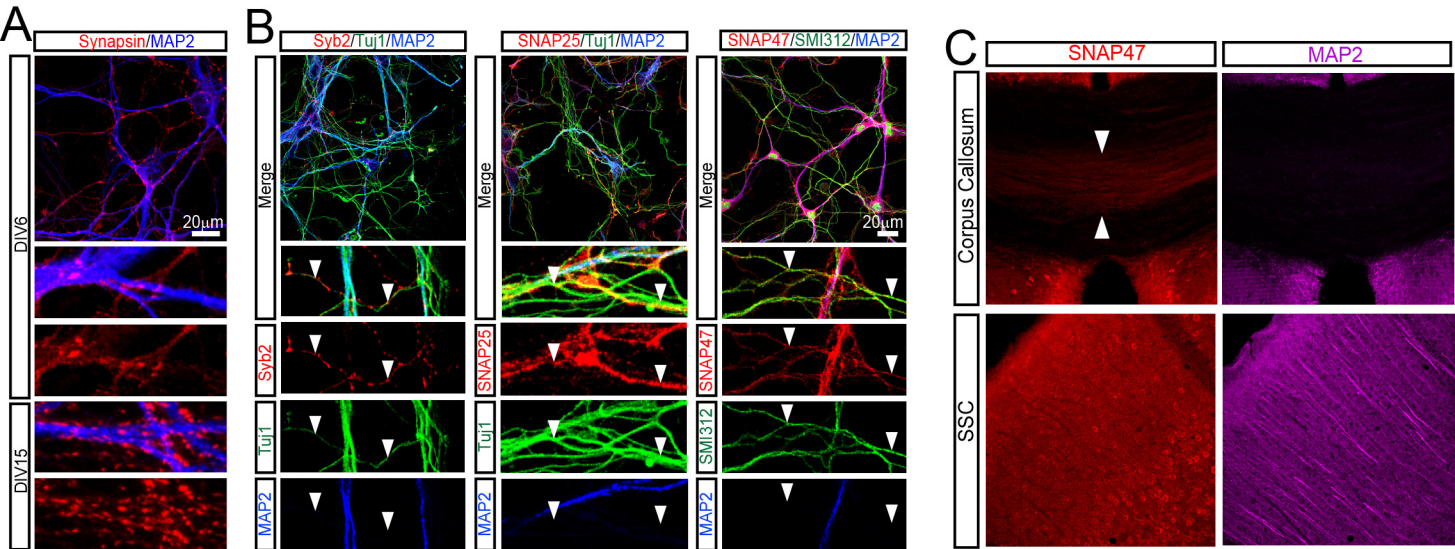 A
Synapsin/MAP2
DIV6
20μm
DIV15
B
Syb2/Tuj1/MAP2
Merge
20μm
Syb2
Tuj1
MAP2
SNAP25/Tuj1/MAP2
Merge
SNAP25
Tuj1
MAP2
SNAP47/SMI312/MAP2
Merge
20μm
SNAP47
SMI312
MAP2
C
SNAP47
MAP2
Corpus Callosum
SSC